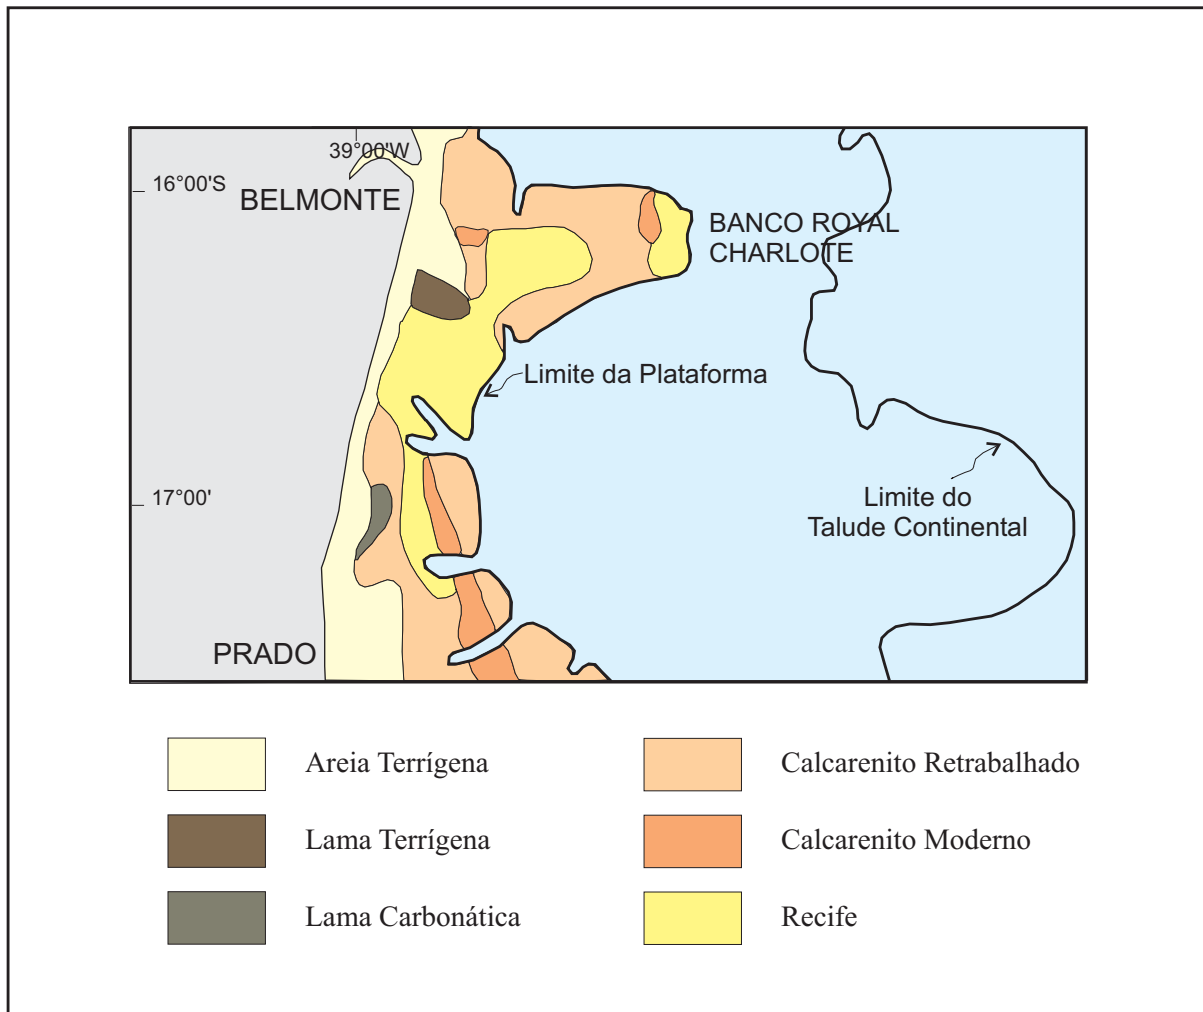 39°00'W
16°00'S
BELMONTE
BANCO ROYAL
CHARLOTE
Limite da Plataforma
17°00'
Limite do
Talude Continental
PRADO
Areia Terrígena
Calcarenito Retrabalhado
Lama Terrígena
Calcarenito Moderno
Lama Carbonática
Recife